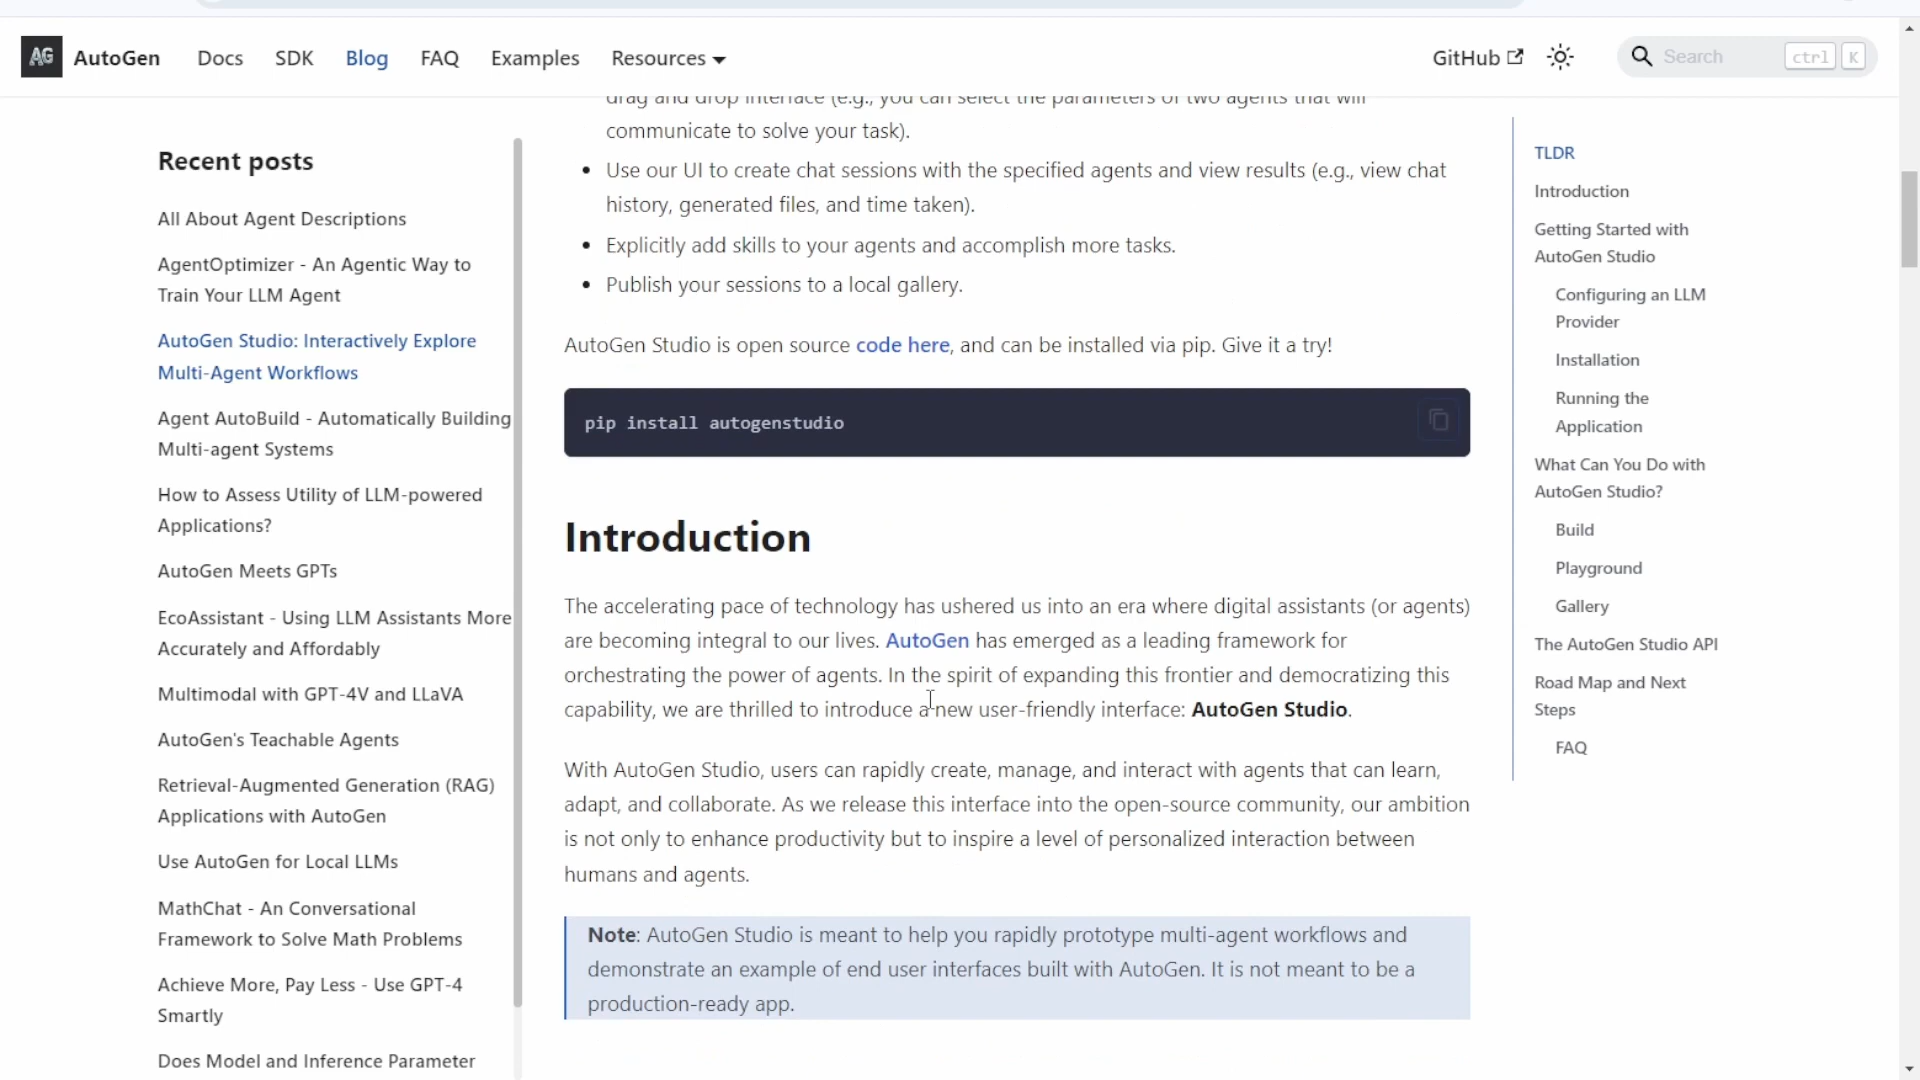 AG AutoGen Docs SDK Blog FAQ Examples Resources GitHub Search ctrl K
Recent posts
All About Agent Descriptions
AgentOptimizer - An Agentic Way to
Train Your LLM Agent
AutoGen Studio: Interactively Explore
Multi-Agent Workflows
Agent AutoBuild - Automatically Building
Multi-agent Systems
How to Assess Utility of LLM-powered
Applications?
AutoGen Meets GPTs
EcoAssistant - Using LLM Assistants More
Accurately and Affordably
Multimodal with GPT-4V and LLaVA
AutoGen's Teachable Agents
Retrieval-Augmented Generation (RAG)
Applications with AutoGen
Use AutoGen for Local LLMs
MathChat - An Conversational
Framework to Solve Math Problems
Achieve More, Pay Less - Use GPT-4
Smartly
Does Model and Inference Parameter
drag and drop interface (e.g., you can select the parameters of two agents that will
communicate to solve your task).
• Use our UI to create chat sessions with the specified agents and view results (e.g., view chat
history, generated files, and time taken).
• Explicitly add skills to your agents and accomplish more tasks.
• Publish your sessions to a local gallery.
AutoGen Studio is open source code here, and can be installed via pip. Give it a try!
pip install autogenstudio
Introduction
The accelerating pace of technology has ushered us into an era where digital assistants (or agents)
are becoming integral to our lives. AutoGen has emerged as a leading framework for
orchestrating the power of agents. In the spirit of expanding this frontier and democratizing this
capability, we are thrilled to introduce a new user-friendly interface: AutoGen Studio.
With AutoGen Studio, users can rapidly create, manage, and interact with agents that can learn,
adapt, and collaborate. As we release this interface into the open-source community, our ambition
is not only to enhance productivity but to inspire a level of personalized interaction between
humans and agents.
Note: AutoGen Studio is meant to help you rapidly prototype multi-agent workflows and
demonstrate an example of end user interfaces built with AutoGen. It is not meant to be a
production-ready app.
TLDR
Introduction
Getting Started with
AutoGen Studio
Configuring an LLM
Provider
Installation
Running the
Application
What Can You Do with
AutoGen Studio?
Build
Playground
Gallery
The AutoGen Studio API
Road Map and Next
Steps
FAQ